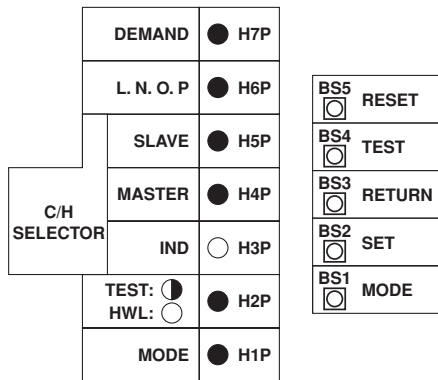 DEMAND H7P
L. N. O. P H6P
SLAVE H5P
MASTER H4P
C/H
SELECTOR
IND H3P
TEST:
HWL:
H2P
MODE H1P
BS5 RESET
BS4 TEST
BS3 RETURN
BS2 SET
BS1 MODE